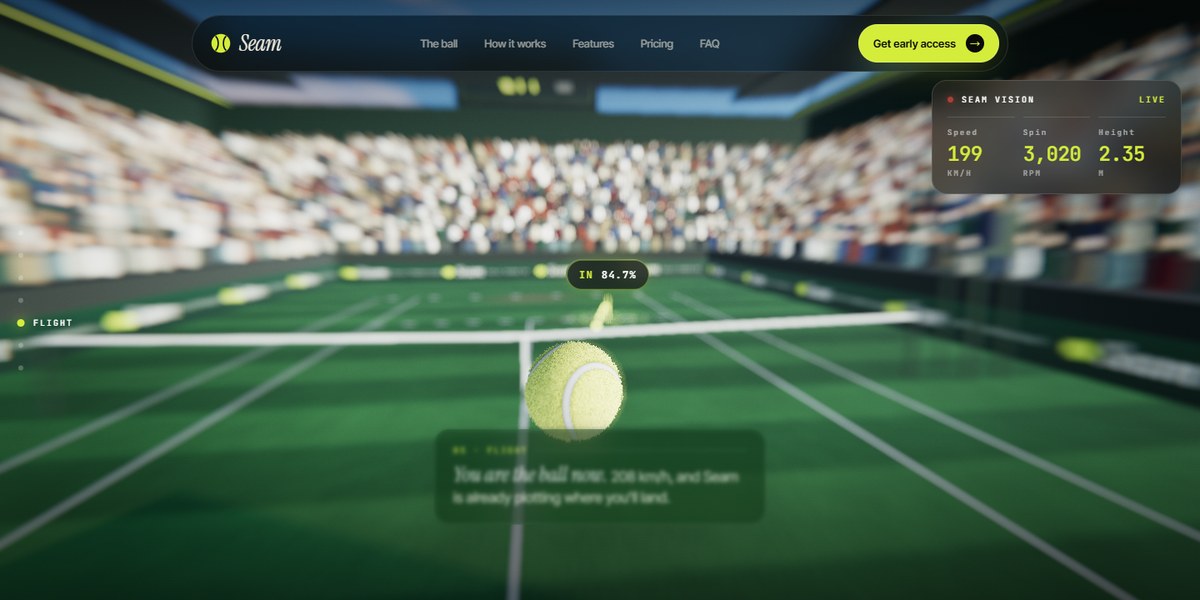 Seam
The ball
How it works
Features
Pricing
FAQ
Get early access
SEAM VISION
LIVE
Speed
Spin
Height
199
3,020
2.35
KM/H
RPM
M
IN 84.7%
FLIGHT
You are the ball now. 208 km/h, and Seam
is already plotting where you'll land.